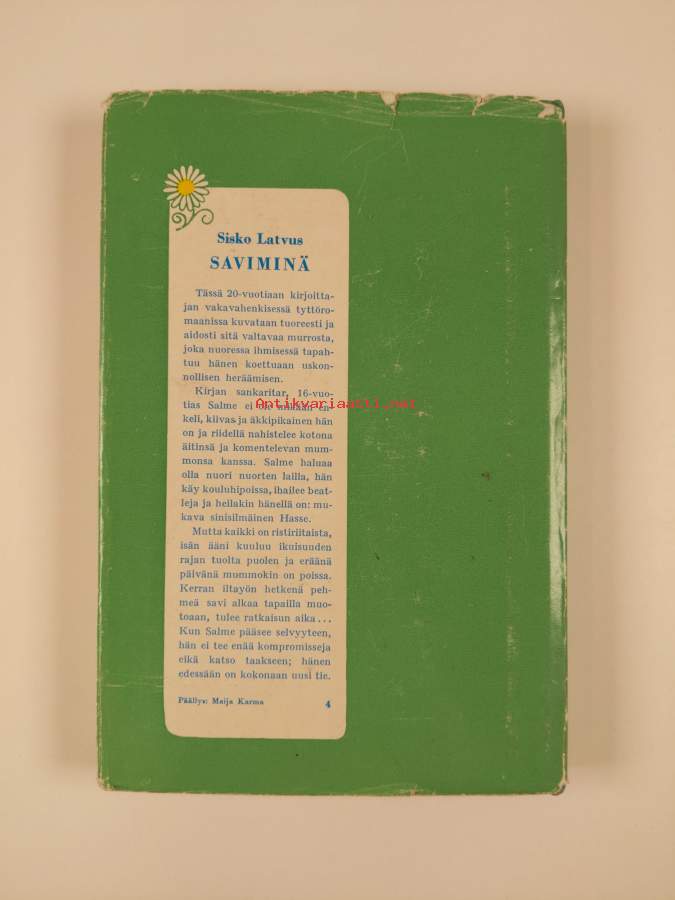 Sisko Latvus
SAVIMINÄ
Tässä 20-vuotiaan kirjoitta-
jan vakavahenkisessä tyttöro-
maanissa kuvataan tuoreesti ja
aidosti sitä valtavaa murrosta,
joka nuoressa ihmisessä tapah-
tuu hänen koettuaan uskon-
nollisen heräämisen.
Kirjan sankaritar, 16-vuo-
tias Salme ei ole mikään en-
Antikvariaatti.net
keli, kiivas ja äkkipikainen hän
on ja riidellä nahistelee kotona
äitinsä ja komentelevan mum-
monsa kanssa. Salme haluaa
olla nuori nuorten lailla, hän
käy kouluhipoissa, ihailee beat-
leja ja heilakin hänellä on: mu-
kava sinisilmäinen Hasse.
Mutta kaikki on ristiriitaista,
isän ääni kuuluu ikuisuuden
rajan tuolta puolen ja eräänä
päivänä mummokin on poissa.
Kerran iltayön hetkenä peh-
meä savi alkaa tapailla muo-
toaan, tulee ratkaisun aika...
Kun Salme pääsee selvyyteen,
hän ei tee enää kompromisseja
eikä katso taakseen; hänen
edessään on kokonaan uusi tie.
Päällys: Maija Karma 4